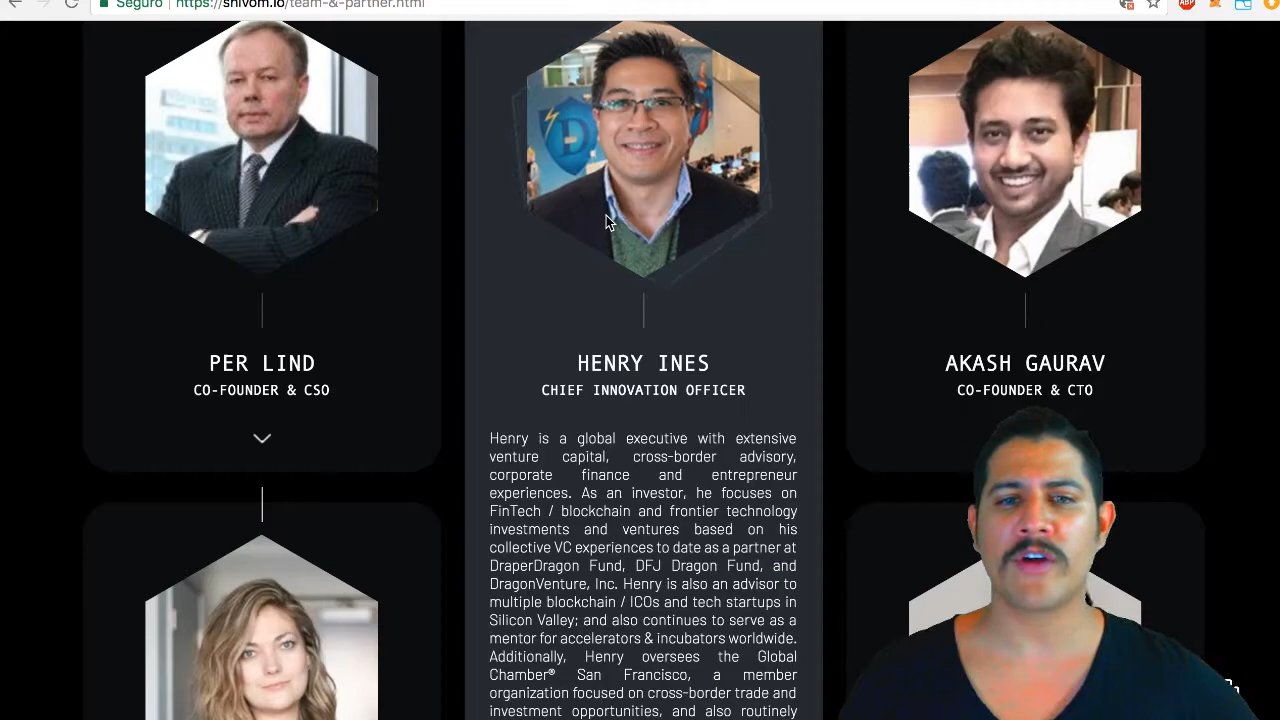 Seguro
https://shivom.io/team-&-partner.html
ABP
D
PER LIND
CO-FOUNDER & CSO
HENRY INES
CHIEF INNOVATION OFFICER
AKASH GAURAV
CO-FOUNDER & CTO
Henry is a global executive with extensive
venture capital, cross-border advisory,
corporate finance and entrepreneur
experiences. As an investor, he focuses on
FinTech / blockchain and frontier technology
investments and ventures based on his
collective VC experiences to date as a partner at
DraperDragon Fund, DFJ Dragon Fund, and
DragonVenture, Inc. Henry is also an advisor to
multiple blockchain / ICOs and tech startups in
Silicon Valley; and also continues to serve as a
mentor for accelerators & incubators worldwide.
Additionally, Henry oversees the Global
Chamber® San Francisco, a member
organization focused on cross-border trade and
investment opportunities, and also routinely